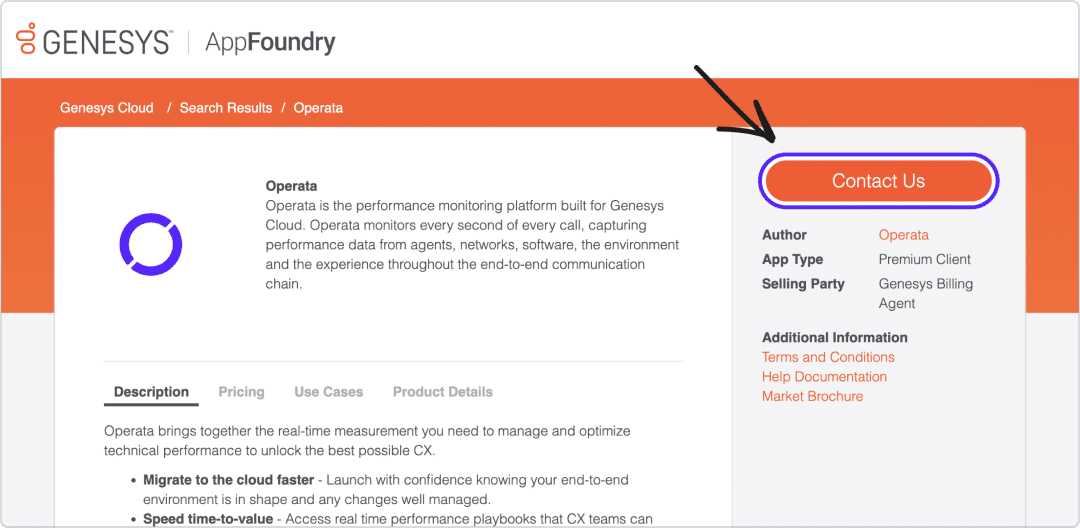 GENESYS™ | AppFoundry
Genesys Cloud / Search Results / Operata
Operata
Operata is the performance monitoring platform built for Genesys
Cloud. Operata monitors every second of every call, capturing
performance data from agents, networks, software, the environment
and the experience throughout the end-to-end communication
chain.
Contact Us
Author Operata
App Type Premium Client
Selling Party Genesys Billing
Agent
Additional Information
Terms and Conditions
Help Documentation
Market Brochure
Description Pricing Use Cases Product Details
Operata brings together the real-time measurement you need to manage and optimize
technical performance to unlock the best possible CX.
• Migrate to the cloud faster - Launch with confidence knowing your end-to-end
environment is in shape and any changes well managed.
• Speed time-to-value - Access real time performance playbooks that CX teams can